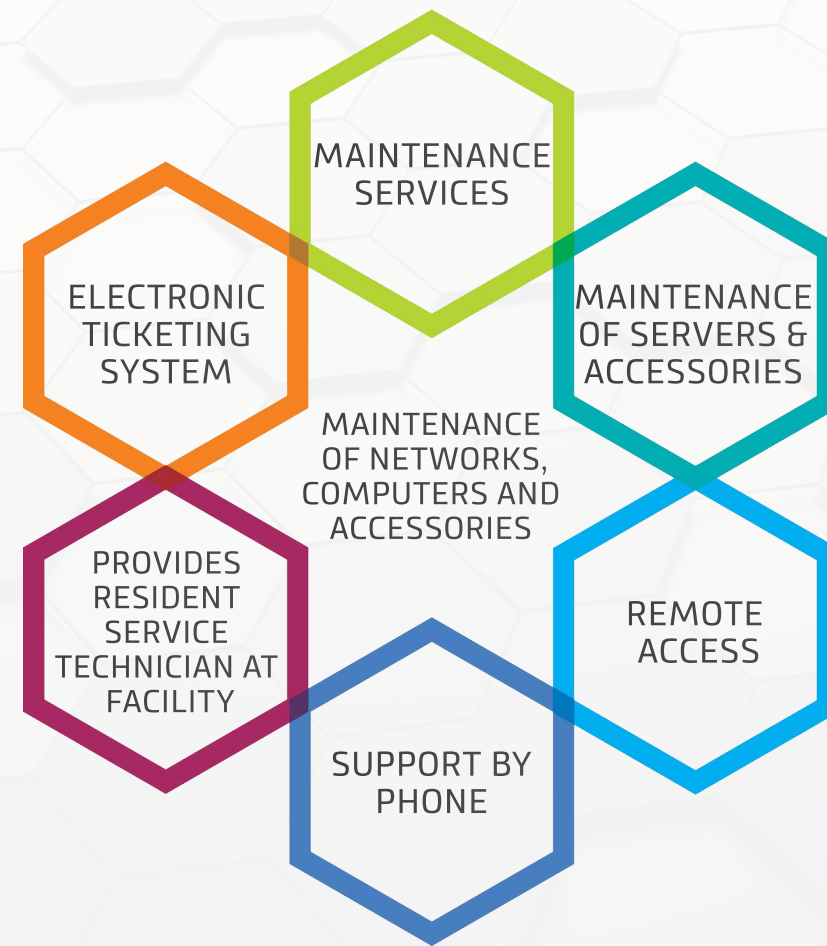 MAINTENANCE
SERVICES
ELECTRONIC
TICKETING
SYSTEM
MAINTENANCE
OF SERVERS &
ACCESSORIES
MAINTENANCE
OF NETWORKS,
COMPUTERS AND
ACCESSORIES
PROVIDES
RESIDENT
SERVICE
TECHNICIAN AT
FACILITY
REMOTE
ACCESS
SUPPORT BY
PHONE